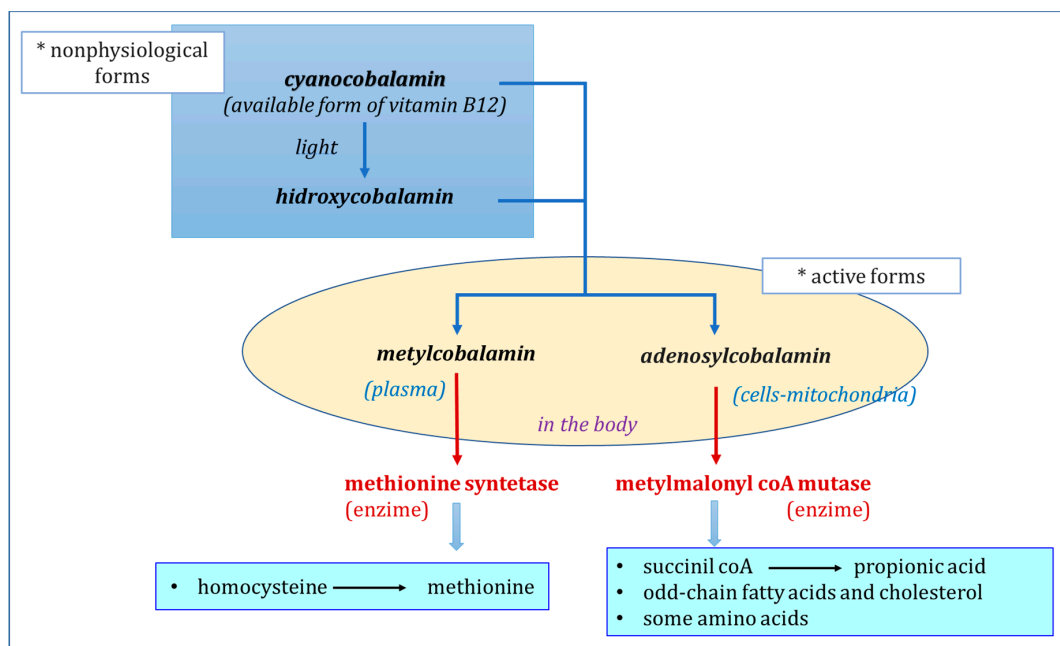 * nonphysiological
forms
cyanocobalamin
(available form of vitamin B12)
light
hidroxycobalamin
* active forms
metylcobalamin
adenosylcobalamin
(plasma)
(cells-mitochondria)
in the body
methionine syntetase
(enzime)
metylmalonyl coA mutase
(enzime)
• homocysteine methionine
• succinil coA propionic acid
• odd-chain fatty acids and cholesterol
• some amino acids